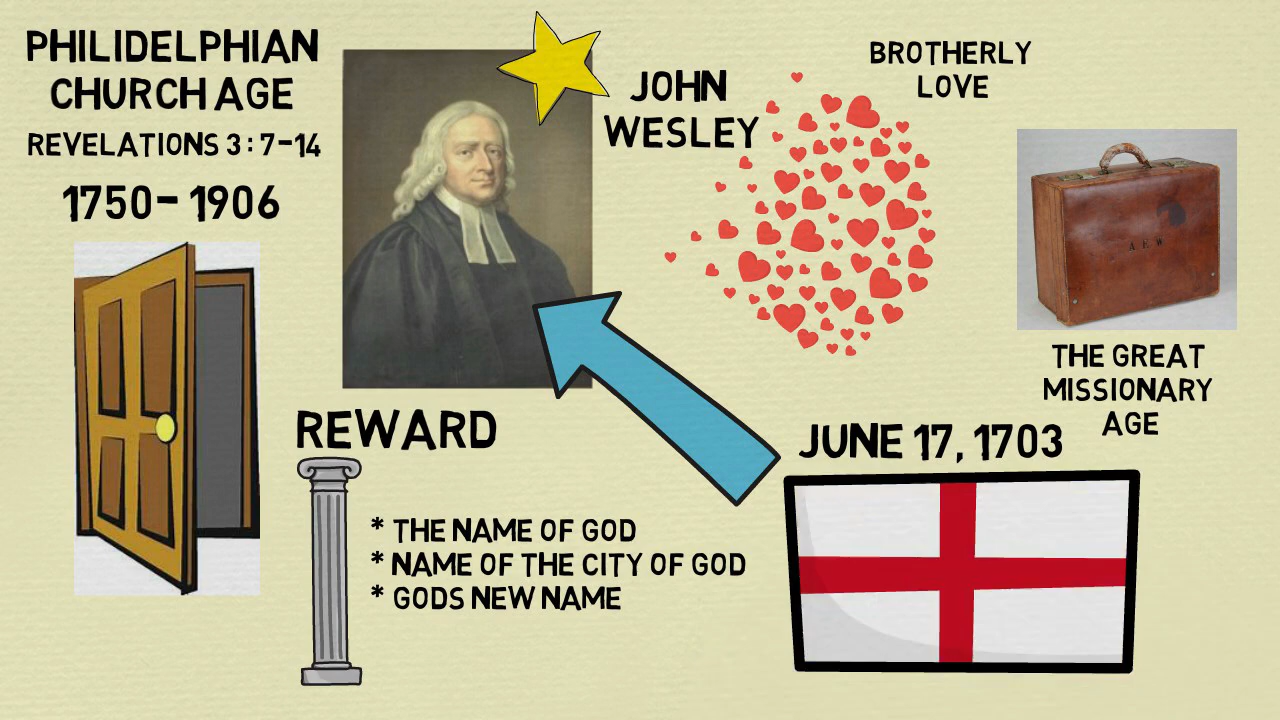 PHILIDELPHIAN
CHURCH AGE
REVELATIONS 3:7-14
1750- 1906
JOHN
WESLEY
BROTHERLY
LOVE
A.E.W
THE GREAT
MISSIONARY
AGE
REWARD
* THE NAME OF GOD
* NAME OF THE CITY OF GOD
* GODS NEW NAME
JUNE 17, 1703